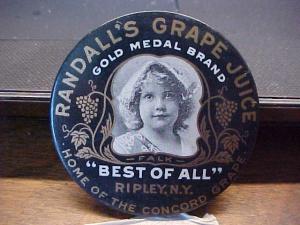 RANDALL'S GRAPE JUICE
GOLD MEDAL BRAND
FALK
"BEST OF ALL"
RIPLEY, N.Y.
HOME OF THE CONCORD GRAPE